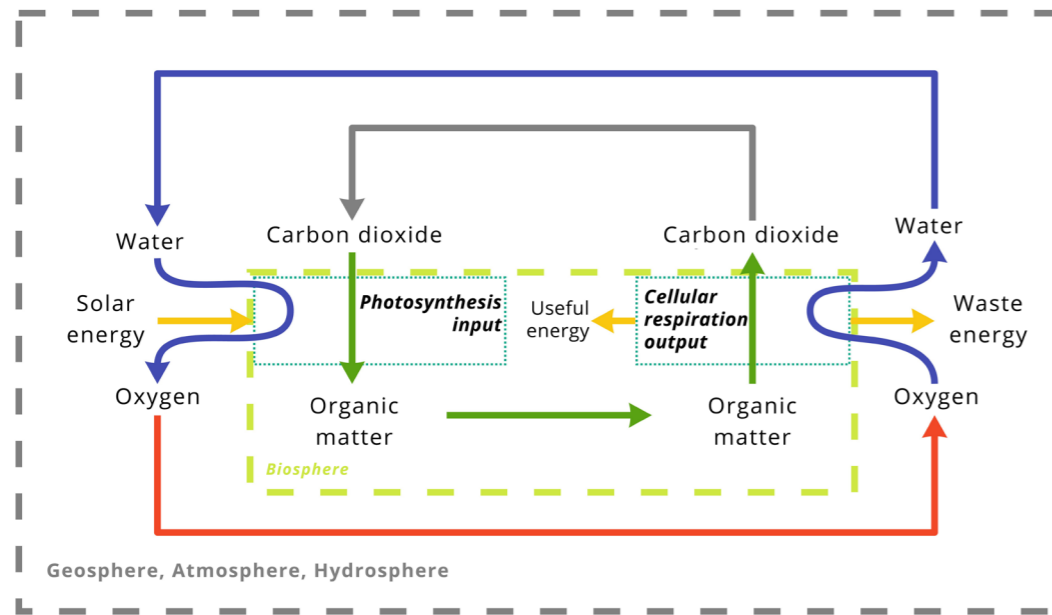 Water
Carbon dioxide
Carbon dioxide
Water
Solar
energy
Photosynthesis
input
Useful
energy
Cellular
respiration
output
Waste
energy
Oxygen
Organic
matter
Organic
matter
Oxygen
Biosphere
Geosphere, Atmosphere, Hydrosphere